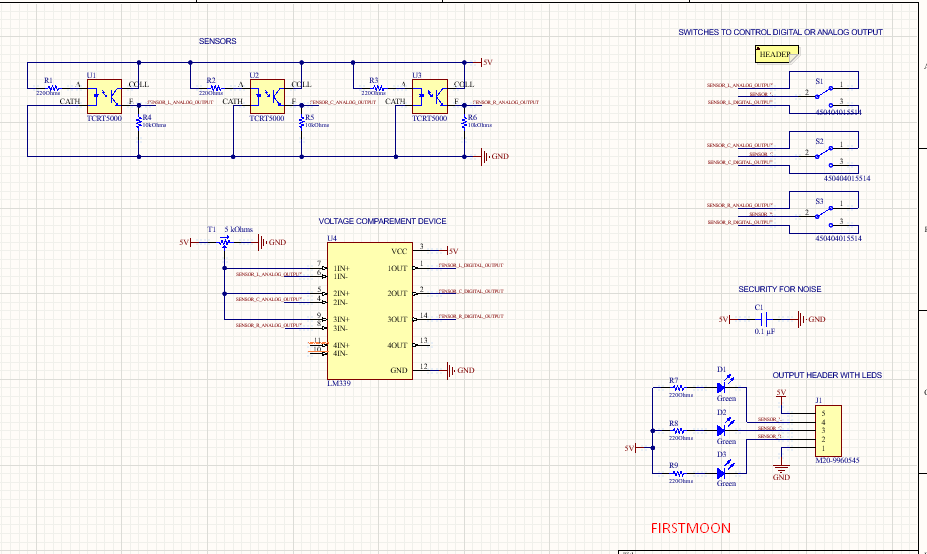 SENSORS
5V
R1
220Ohms
A
U1
COLL
CATH
E
TCRT5000
SENSOR_L_ANALOG_OUTPUT
R4
10kOhms
R2
220Ohms
A
U2
COLL
CATH
E
TCRT5000
SENSOR_C_ANALOG_OUTPUT
R5
10kOhms
R3
220Ohms
A
U3
COLL
CATH
E
TCRT5000
SENSOR_R_ANALOG_OUTPUT
R6
10kOhms
GND
SWITCHES TO CONTROL DIGITAL OR ANALOG OUTPUT
HEADER
SENSOR_L_ANALOG_OUTPUT
SENSOR_L_DIGITAL_OUTPUT
S1
1
2
3
450404015514
SENSOR_C_ANALOG_OUTPUT
SENSOR_C_DIGITAL_OUTPUT
S2
1
2
3
450404015514
SENSOR_R_ANALOG_OUTPUT
SENSOR_R_DIGITAL_OUTPUT
S3
1
2
3
450404015514
VOLTAGE COMPAREMENT DEVICE
T1 5 kOhms
5V
GND
U4
VCC 3 5V
7 1IN+
SENSOR_L_ANALOG_OUTPUT 6 1IN-
1OUT 1 SENSOR_L_DIGITAL_OUTPUT
5 2IN+
SENSOR_C_ANALOG_OUTPUT 4 2IN-
2OUT 2 SENSOR_C_DIGITAL_OUTPUT
9 3IN+
SENSOR_R_ANALOG_OUTPUT 8 3IN-
3OUT 14 SENSOR_R_DIGITAL_OUTPUT
11 4IN+
10 4IN-
4OUT 13
GND 12 GND
LM339
SECURITY FOR NOISE
C1
5V
GND
0.1 µF
OUTPUT HEADER WITH LEDS
R7
220Ohms
D1
Green
R8
220Ohms
D2
Green
R9
220Ohms
D3
Green
5V
5V
J1
5
4
3
2
1
M20-9960545
GND
FIRSTMOON